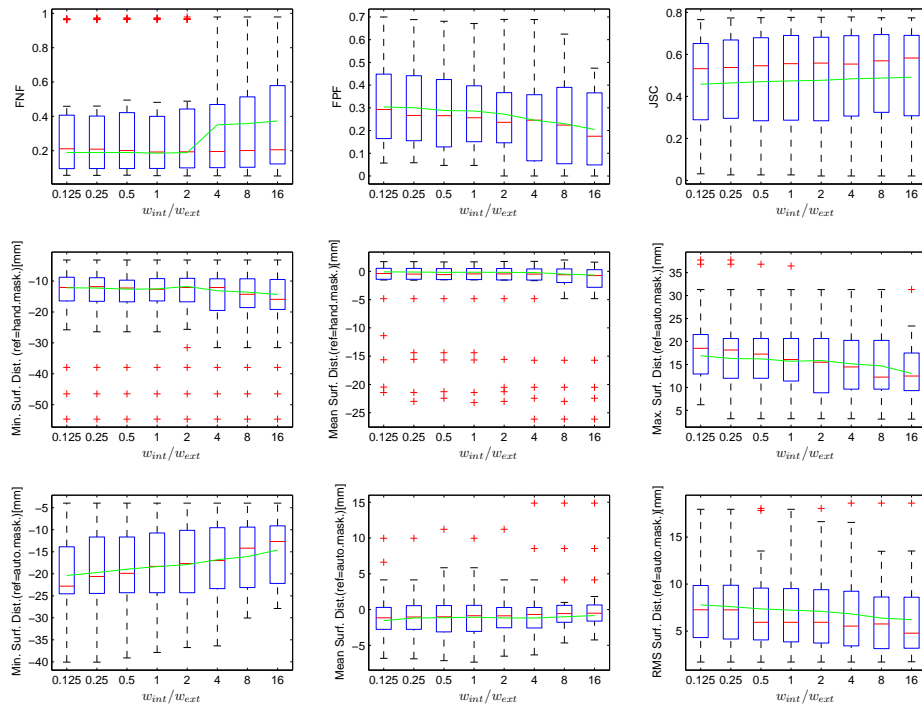 1
0.8
0.6
0.4
0.2
FNF
0.125 0.25 0.5 1 2 4 8 16
w_int/w_ext
0.7
0.6
0.5
0.4
0.3
0.2
0.1
0
FPF
0.125 0.25 0.5 1 2 4 8 16
w_int/w_ext
0.8
0.6
0.4
0.2
0
JSC
0.125 0.25 0.5 1 2 4 8 16
w_int/w_ext
-10
-20
-30
-40
-50
Min. Surf. Dist. (ref=hand.mask.)[mm]
0.125 0.25 0.5 1 2 4 8 16
w_int/w_ext
0
-5
-10
-15
-20
-25
Mean Surf. Dist.(ref=hand.mask.)[mm]
0.125 0.25 0.5 1 2 4 8 16
w_int/w_ext
35
30
25
20
15
10
5
Max. Surf. Dist.(ref=auto.mask.)[mm]
0.125 0.25 0.5 1 2 4 8 16
w_int/w_ext
-5
-10
-15
-20
-25
-30
-35
-40
Min. Surf. Dist.(ref=auto.mask.)[mm]
0.125 0.25 0.5 1 2 4 8 16
w_int/w_ext
15
10
5
0
-5
Mean Surf. Dist.(ref=auto.mask.)[mm]
0.125 0.25 0.5 1 2 4 8 16
w_int/w_ext
15
10
5
RMS Surf. Dist.(ref=auto.mask.)[mm]
0.125 0.25 0.5 1 2 4 8 16
w_int/w_ext